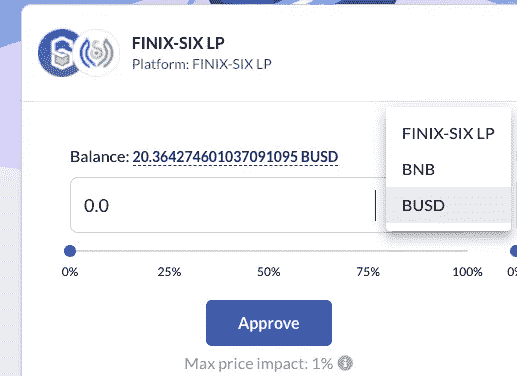 FINIX-SIX LP
Platform: FINIX-SIX LP
FINIX-SIX LP
BNB
BUSD
Balance: 20.364274601037091095 BUSD
0.0
0% 25% 50% 75% 100%
Approve
Max price impact: 1%